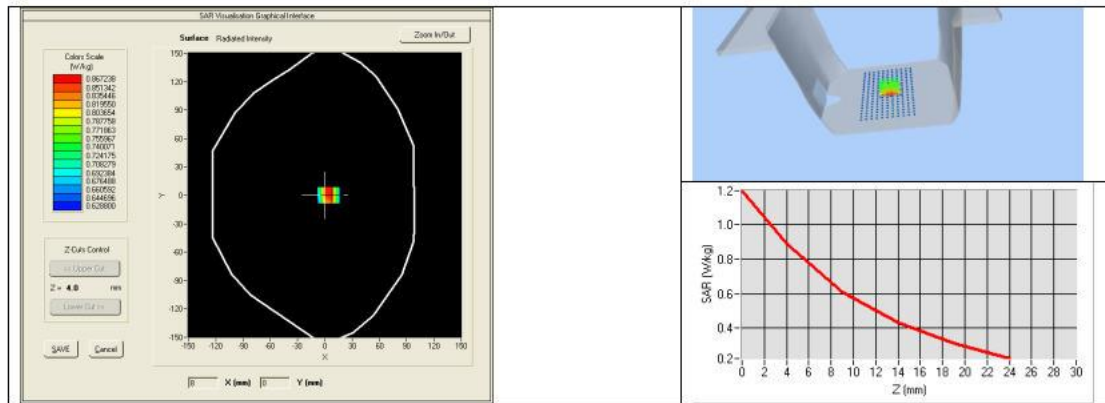 SAR Visualisation Graphical Interface
Surface Radiated Intensity
Zoom In/Out
Colors Scale
(W/kg)
0.867238
0.851342
0.835446
0.819550
0.803654
0.787758
0.771863
0.755967
0.740071
0.724175
0.708279
0.692384
0.676488
0.660592
0.644696
0.628800
150
120
90
60
30
0
-30
-60
-90
-120
-150
Y
-150 -120 -90 -60 -30 0 30 60 90 120 150
X
Z-Cuts Control
<< Upper Cut
Z = 4.0 mm
Lower Cut >>
SAVE Cancel
0 X (mm) 0 Y (mm)
1.2
1.0
0.8
0.6
0.4
0.2
SAR (W/kg)
0 2 4 6 8 10 12 14 16 18 20 22 24 26 28 30
Z (mm)